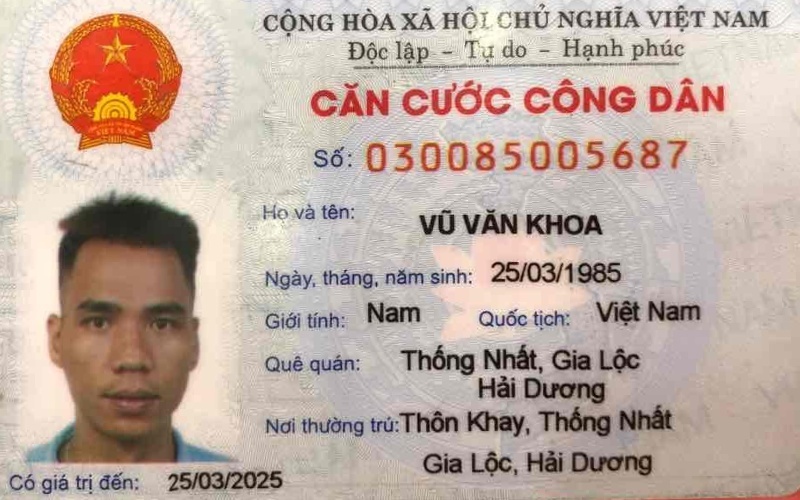 CỘNG HÒA XÃ HỘI CHỦ NGHĨA VIỆT NAM
Độc lập - Tự do - Hạnh phúc
CĂN CƯỚC CÔNG DÂN
Số: 030085005687
Họ và tên: VŨ VĂN KHOA
Ngày, tháng, năm sinh: 25/03/1985
Giới tính: Nam Quốc tịch: Việt Nam
Quê quán: Thống Nhất, Gia Lộc
Hải Dương
Nơi thường trú: Thôn Khay, Thống Nhất
Gia Lộc, Hải Dương
Có giá trị đến: 25/03/2025